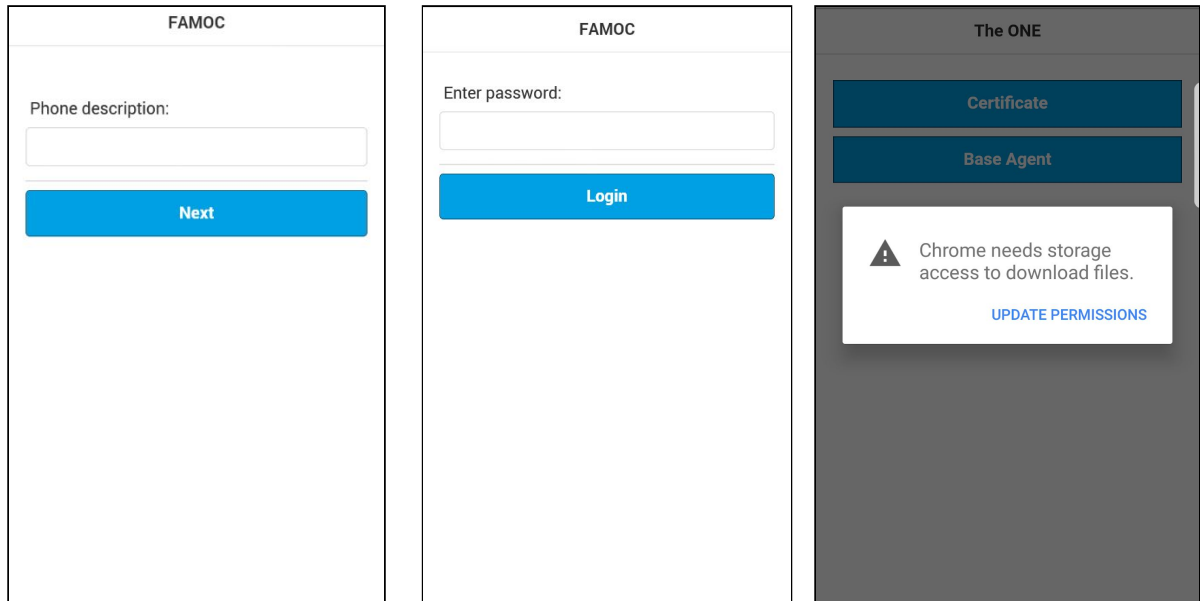 FAMOC
Phone description:
Next
FAMOC
Enter password:
Login
The ONE
Certificate
Base Agent
Chrome needs storage
access to download files.
UPDATE PERMISSIONS